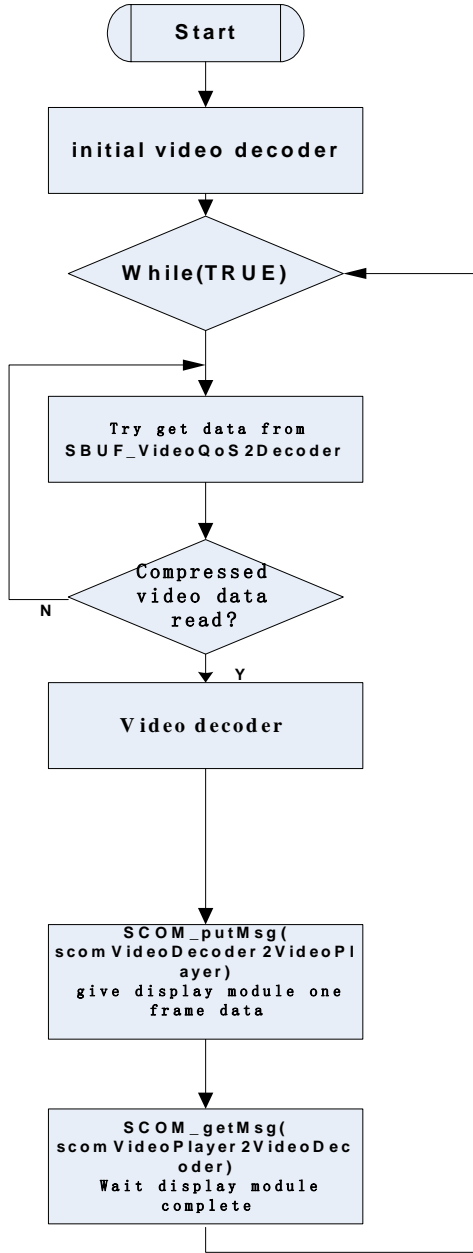 Start
initial video decoder
While(TRUE)
Try get data from
SBUF_VideoQoS2Decoder
Compressed
video data
read?
N
Y
Video decoder
SCOM_putMsg(
scomVideoDecoder2VideoPl
ayer)
give display module one
frame data
SCOM_getMsg(
scomVideoPlayer2VideoDec
oder)
Wait display module
complete